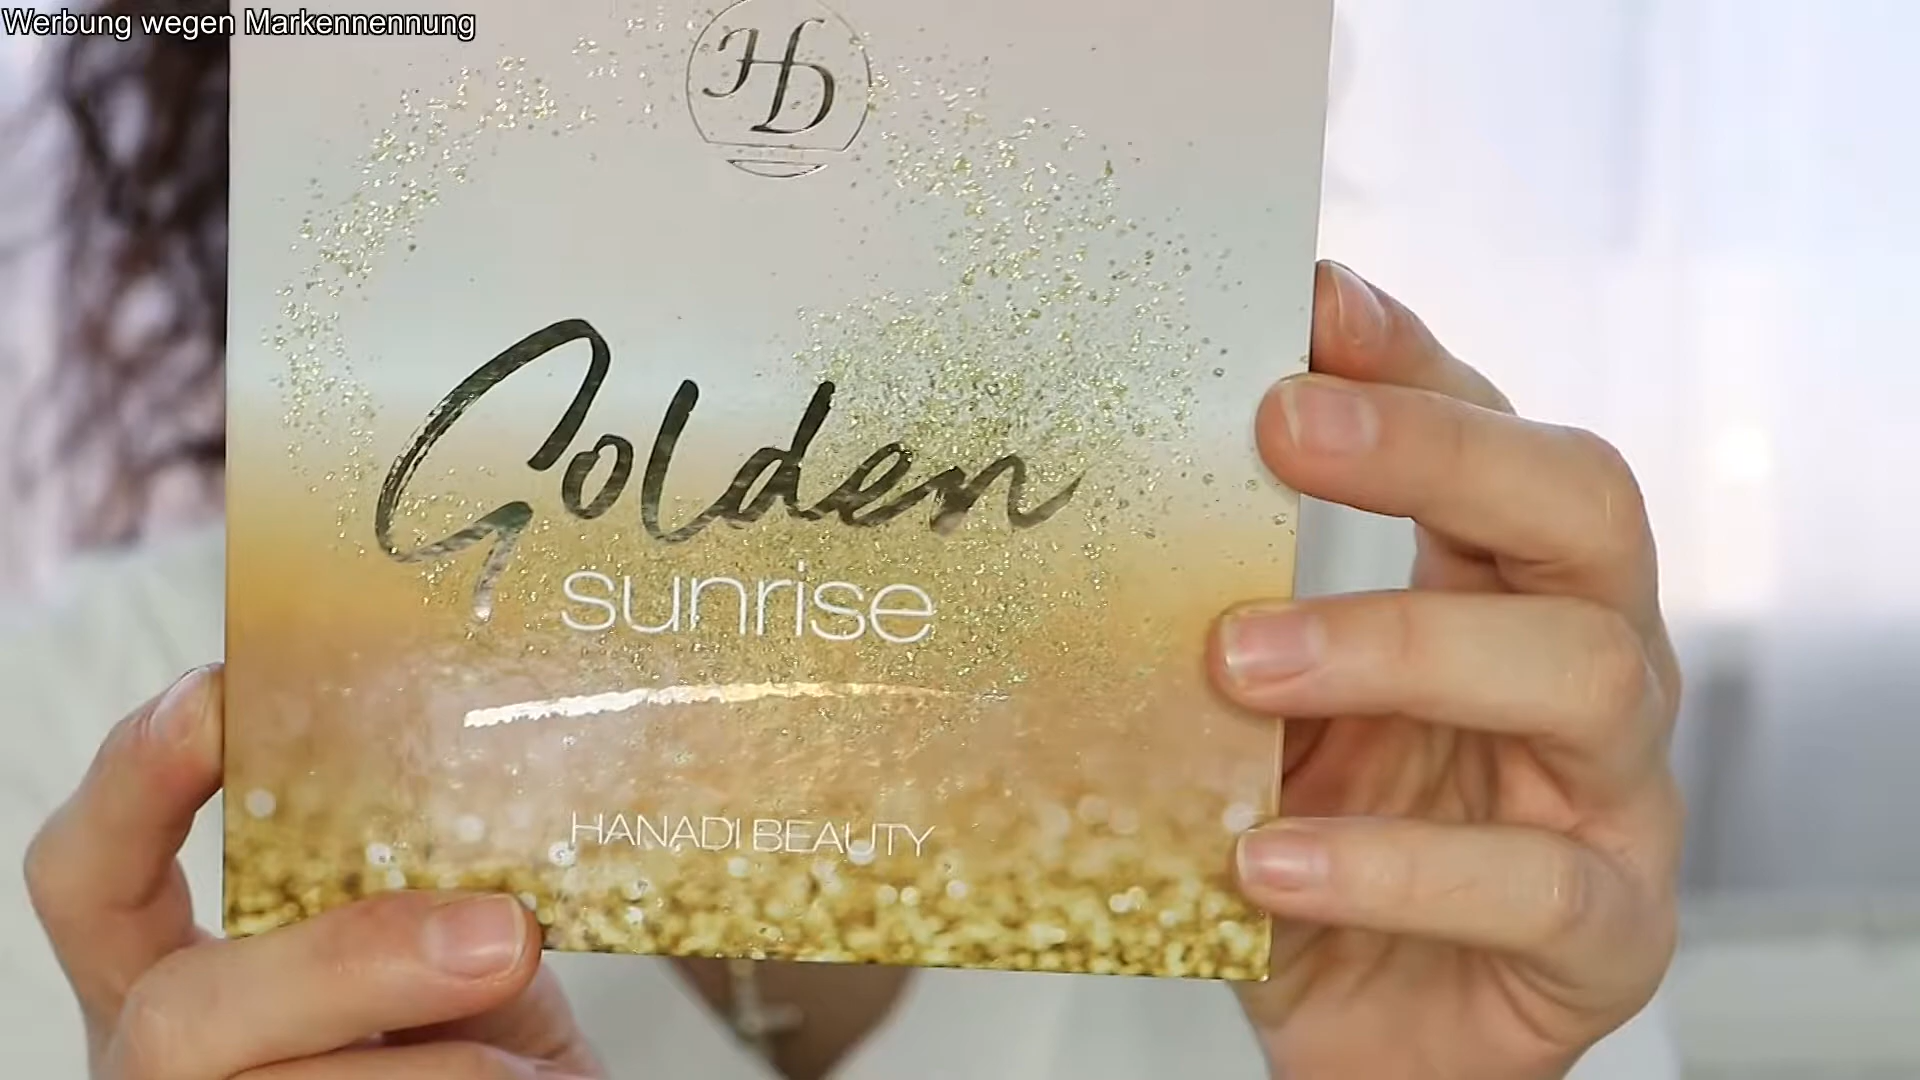 Werbung wegen Markennennung
HD
Golden
sunrise
HANADI BEAUTY